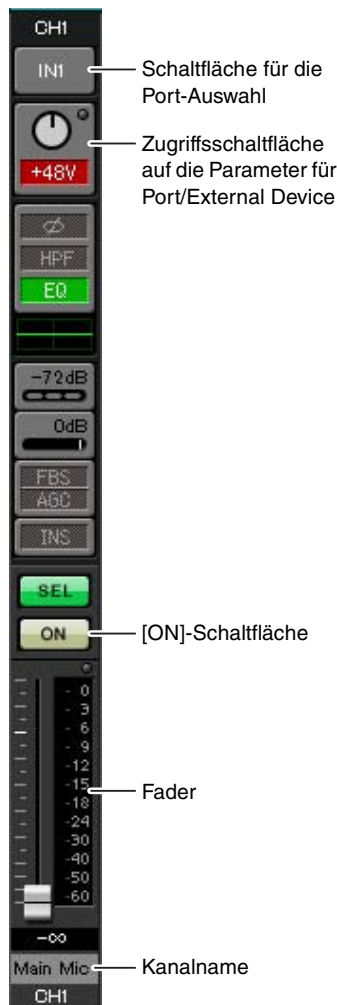 CH1
IN1
Schaltfläche für die
Port-Auswahl
Zugriffsschaltfläche
auf die Parameter für
Port/External Device
+48V
HPF
EQ
-72dB
0dB
FBS
AGC
INS
SEL
ON
[ON]-Schaltfläche
- 0
- 3
- 6
- 9
-12
-15
-18
-24
-30
-40
-50
-60
Fader
-∞
Main Mic
Kanalname
CH1